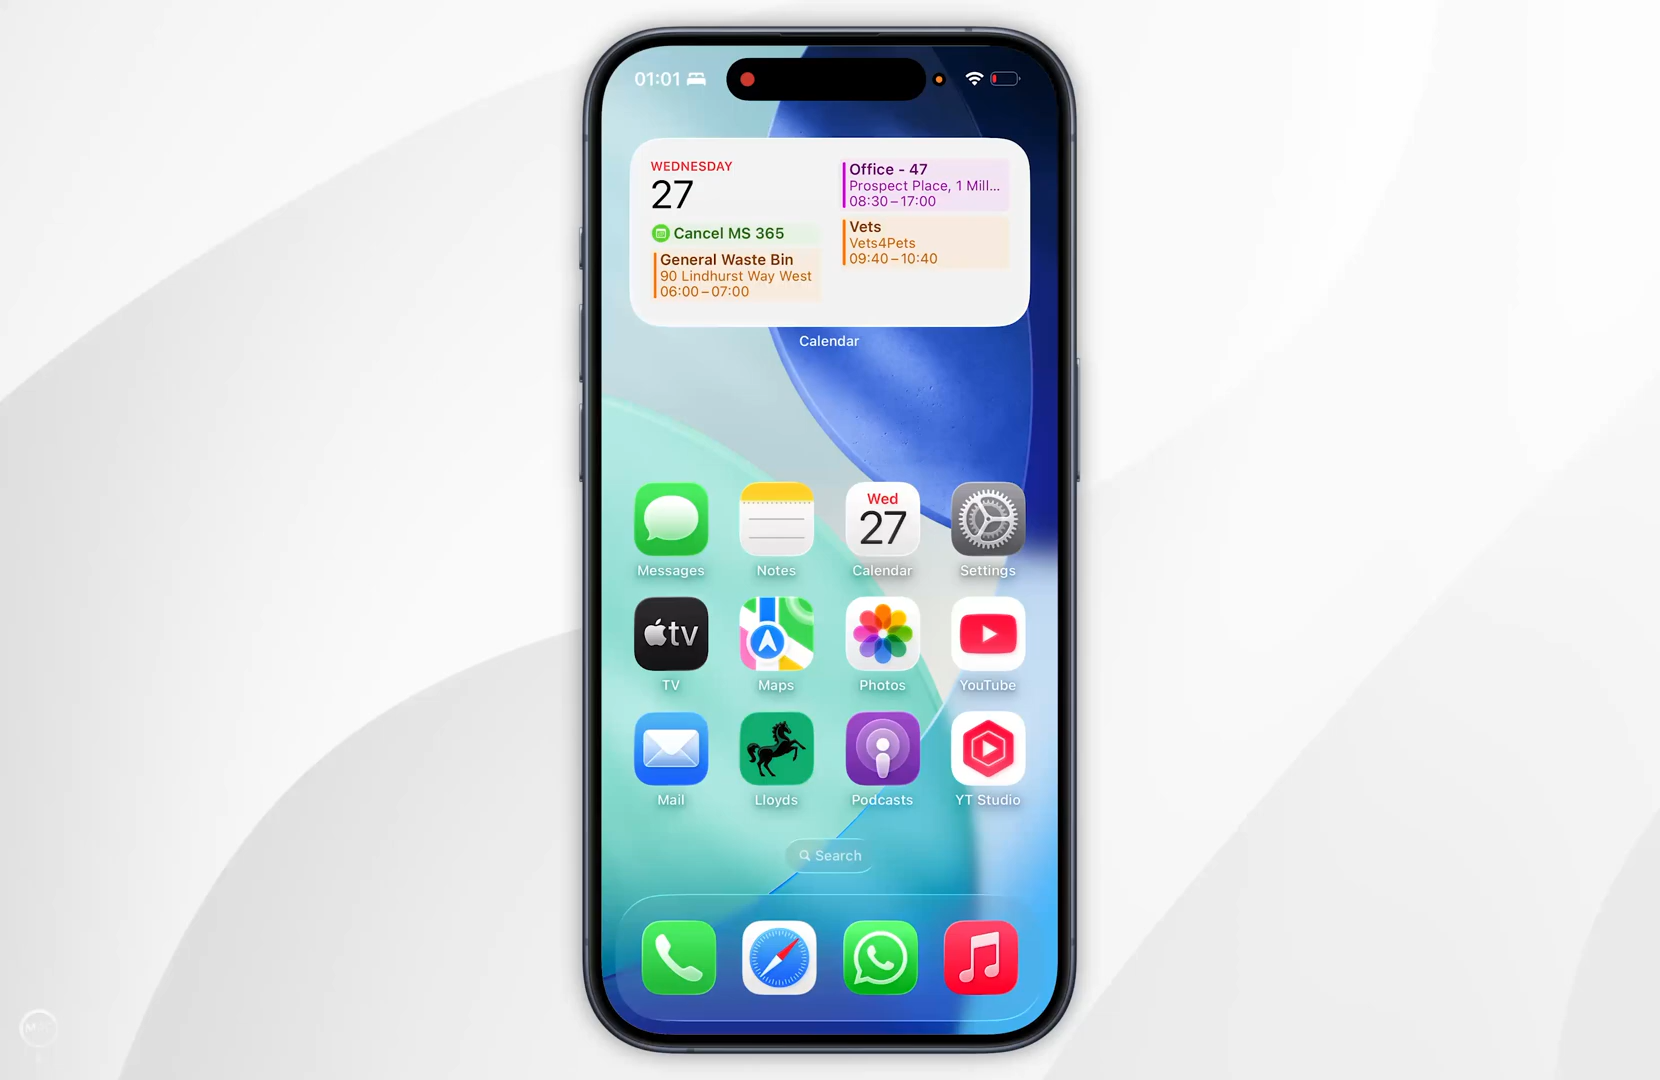 01:01
WEDNESDAY
27
Cancel MS 365
General Waste Bin
90 Lindhurst Way West
06:00–07:00
Office - 47
Prospect Place, 1 Mill...
08:30–17:00
Vets
Vets4Pets
09:40–10:40
Calendar
Wed
27
Messages
Notes
Calendar
Settings
tv
TV
Maps
Photos
YouTube
Mail
Lloyds
Podcasts
YT Studio
Search